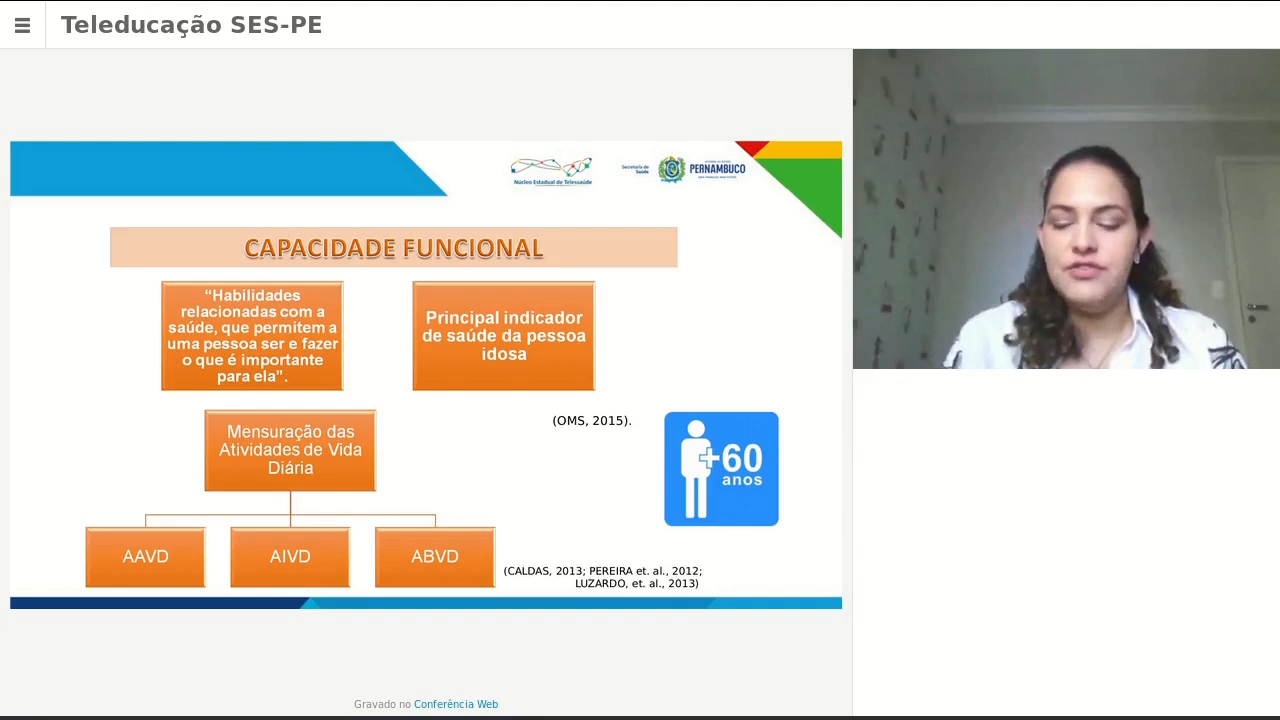 Teleducação SES-PE
Núcleo Estadual de Telessaúde
Secretaria de
Saúde
PERNAMBUCO
CAPACIDADE FUNCIONAL
“Habilidades
relacionadas com a
saúde, que permitem a
uma pessoa ser e fazer
o que é importante
para ela”.
Principal indicador
de saúde da pessoa
idosa
(OMS, 2015).
Mensuração das
Atividades de Vida
Diária
+60
anos
AAVD
AIVD
ABVD
(CALDAS, 2013; PEREIRA et. al., 2012;
LUZARDO, et. al., 2013)
Gravado no Conferência Web